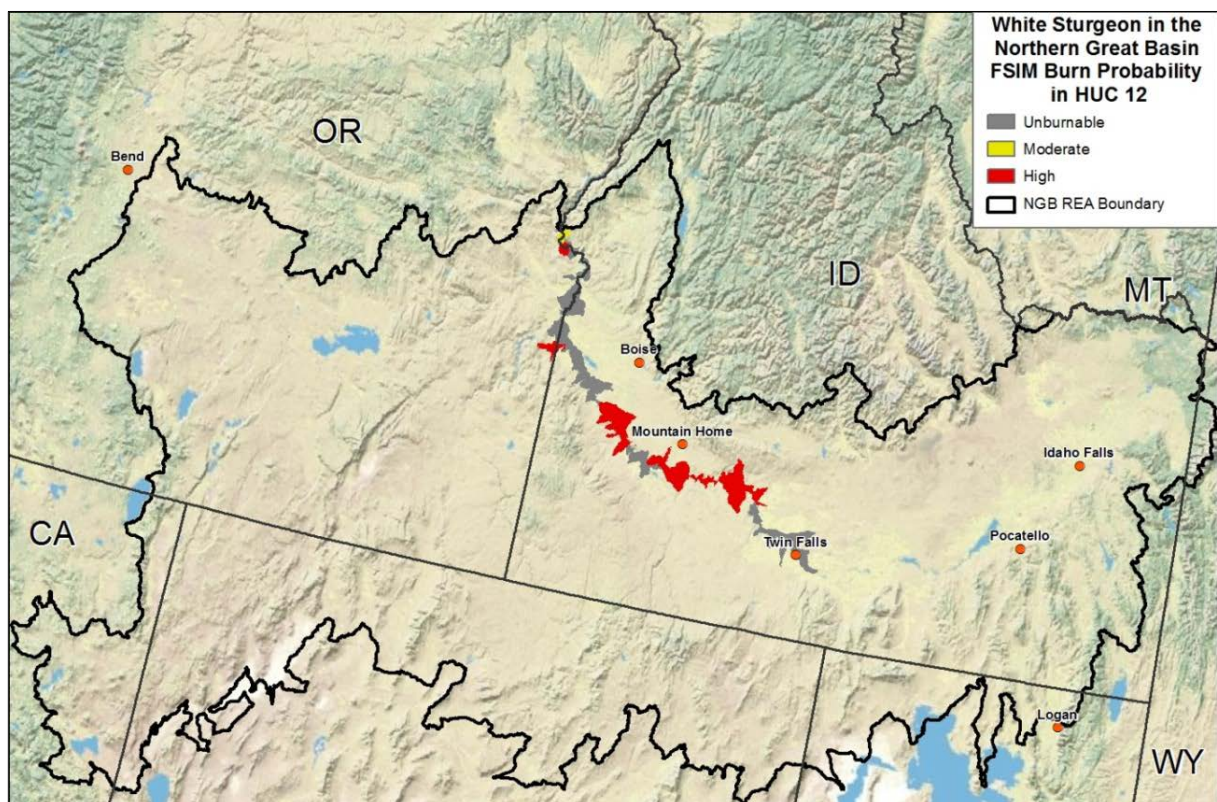 White Sturgeon in the
Northern Great Basin
FSIM Burn Probability
in HUC 12
Unburnable
Moderate
High
NGB REA Boundary
OR
Bend
ID
MT
Boise
Mountain Home
Idaho Falls
CA
Pocatello
Twin Falls
Logan
WY